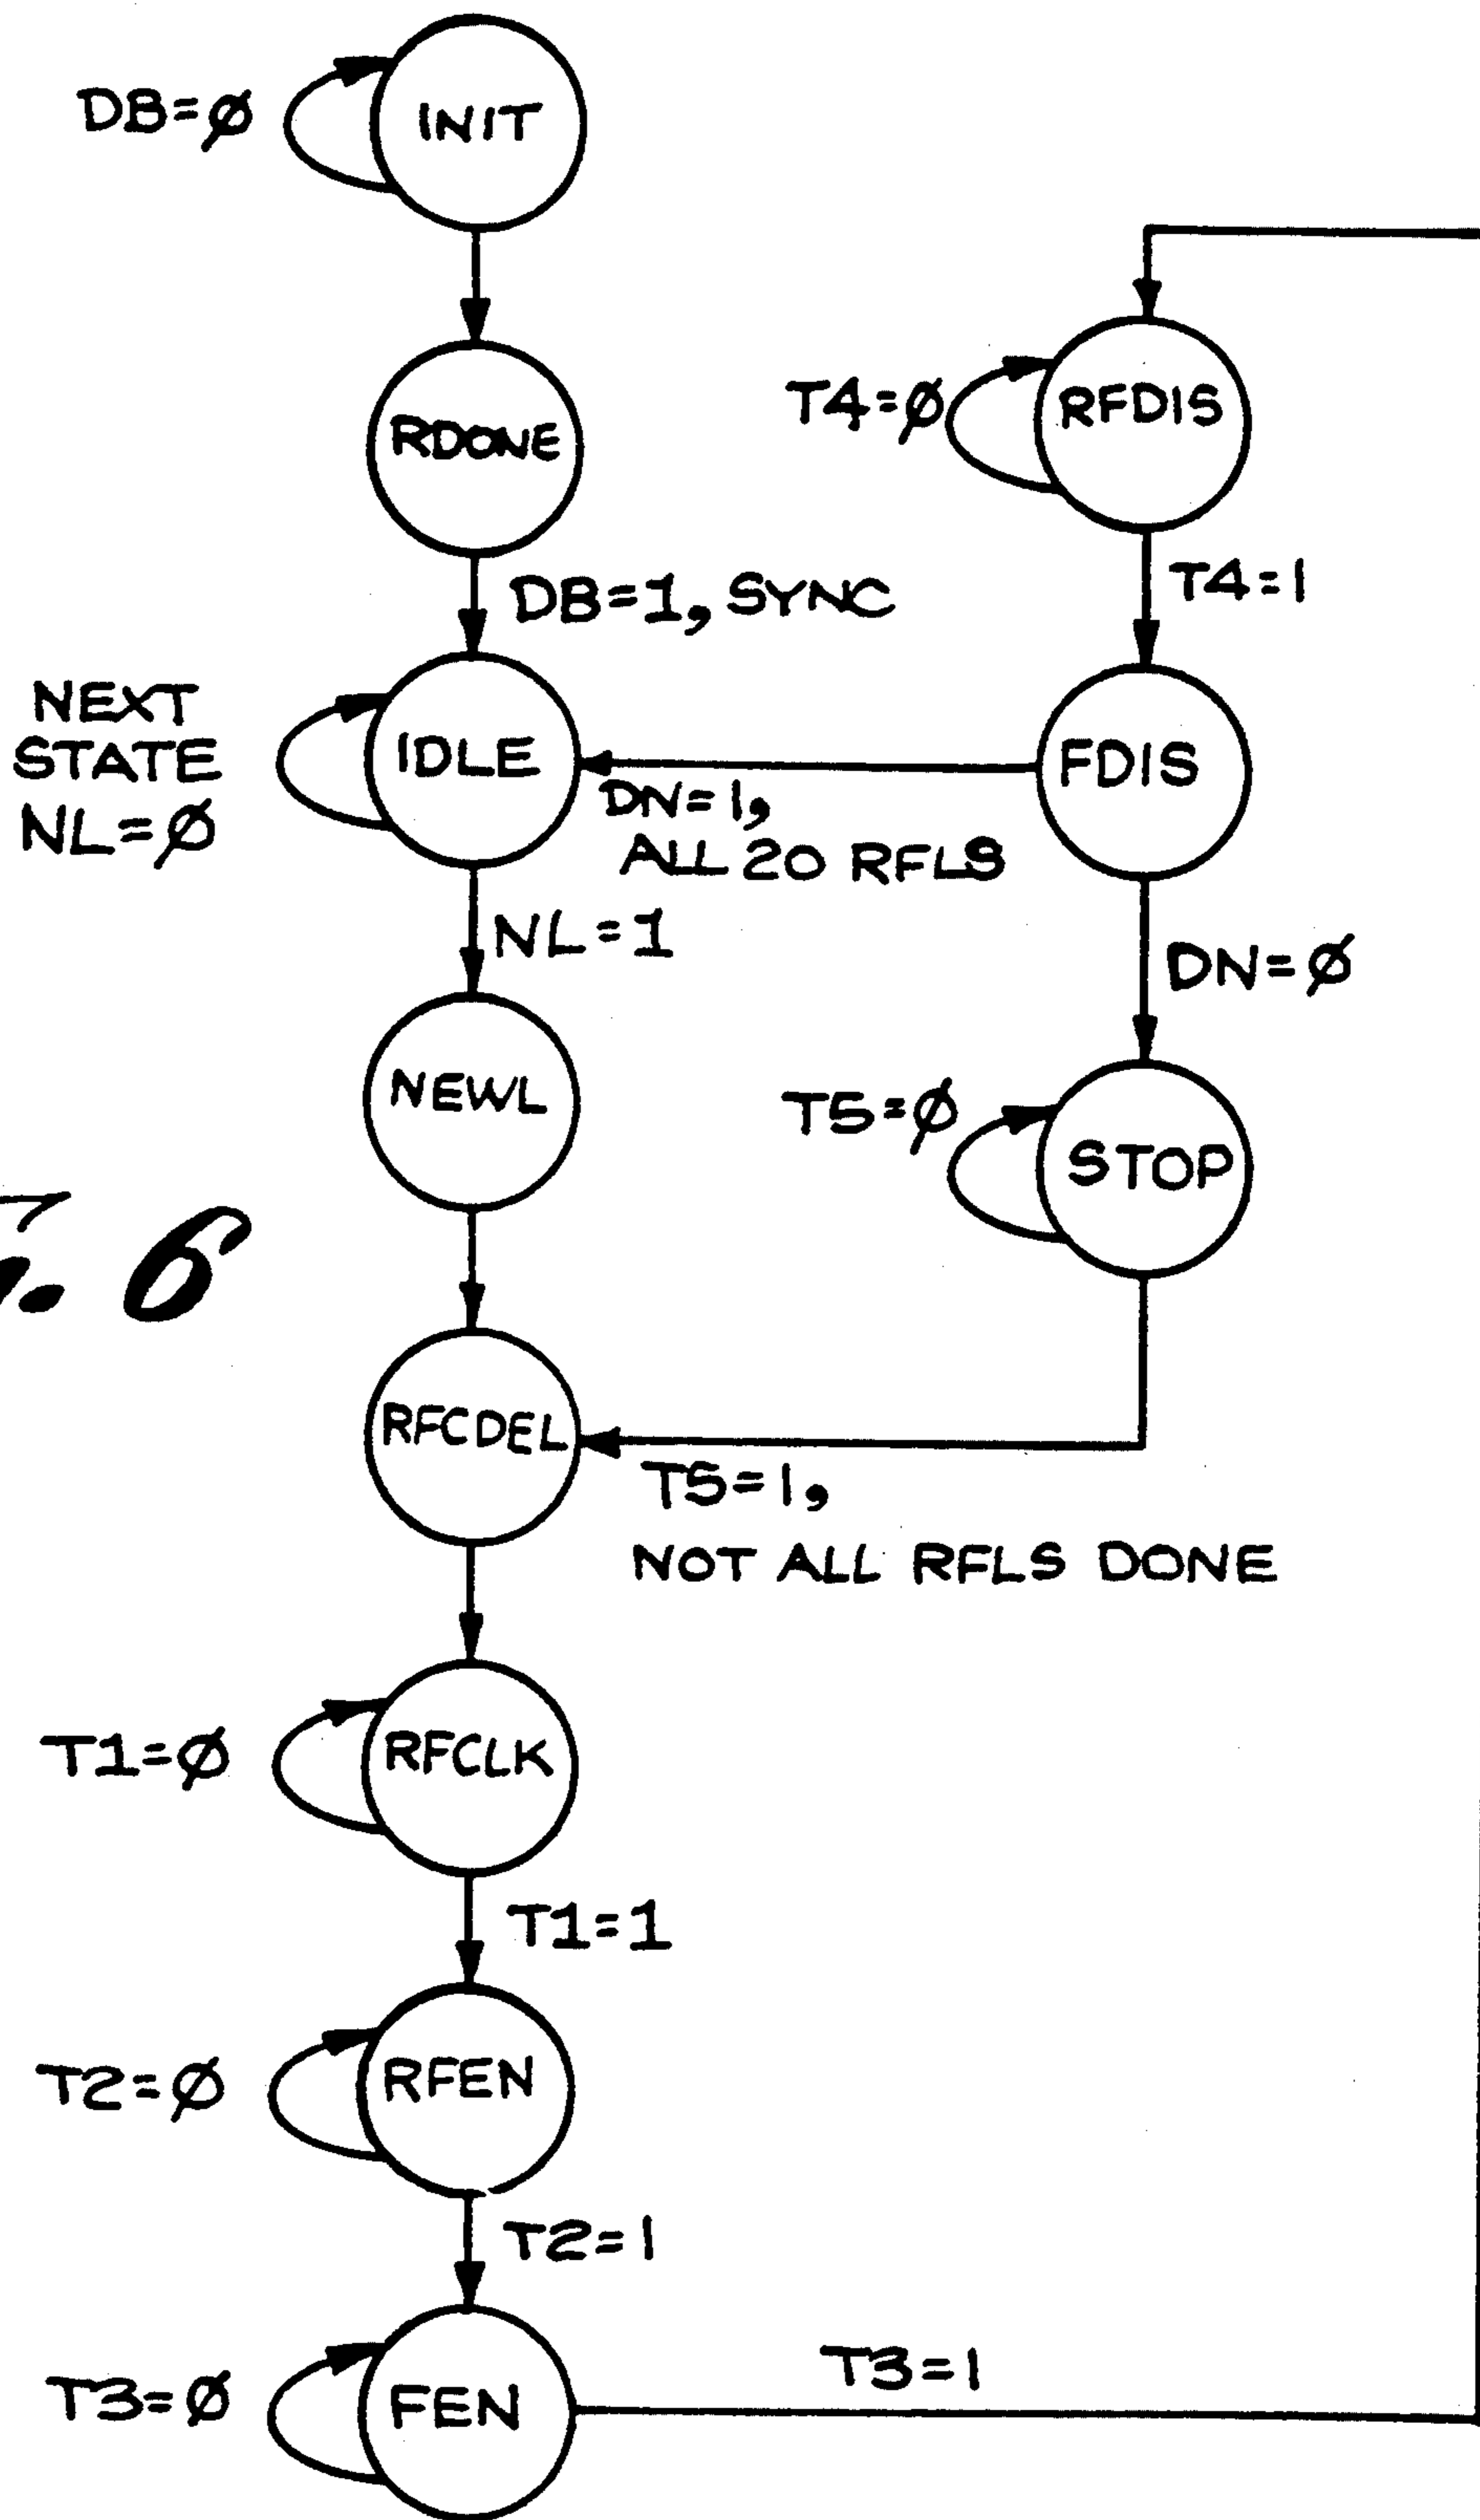 DB=ø
INIT
RDONE
DB=1, SYNC
NEXT
STATE
NL=ø
IDLE
DN=1,
ALL 20 RFLS
NL=1
NEWL
RFCDEL
T5=1,
NOT ALL RFLS DONE
T1=ø
RFCLK
T1=1
T2=ø
RFEN
T2=1
T3=ø
FEN
T3=1
T4=ø
RFDIS
T4=1
FDIS
DN=ø
T5=ø
STOP
. 6